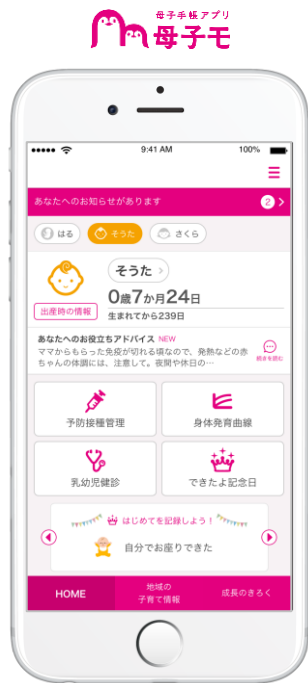 母子手帳アプリ
母子モ
9:41 AM
100%
あなたへのお知らせがあります
2
はる
そうた
さくら
そうた
0歳7か月24日
出産時の情報
生まれてから239日
あなたへのお役立ちアドバイス NEW
ママからもらった免疫が切れる頃なので、発熱などの赤
ちゃんの体調には、注意して。夜間や休日の…
続きを読む
予防接種管理
身体発育曲線
乳幼児健診
できたよ記念日
はじめてを記録しよう！
自分でお座りできた
HOME
地域の
子育て情報
成長のきろく